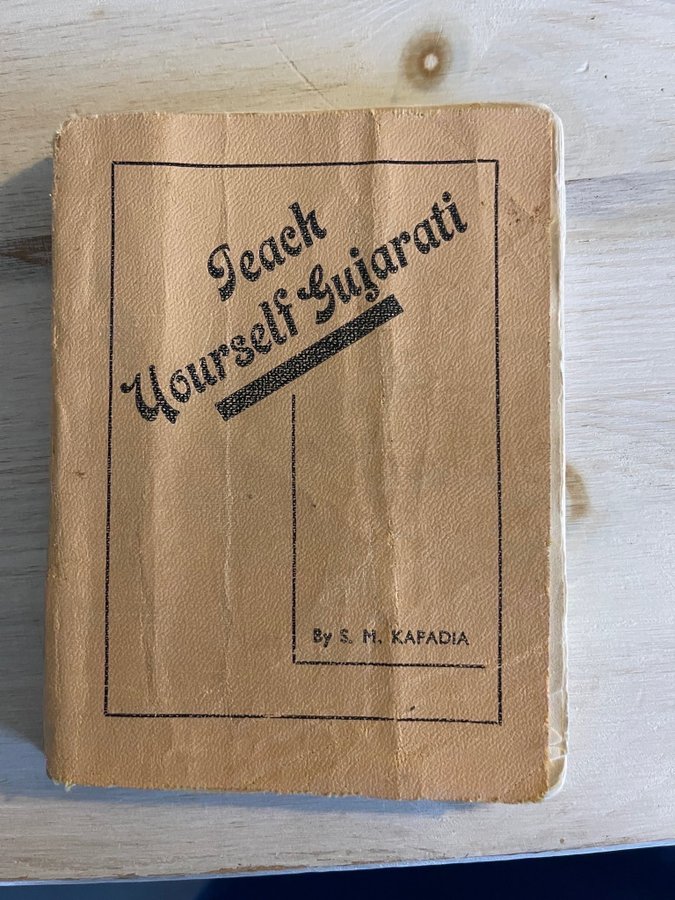 Teach
Yourself Gujarati
By S. M. KAPADIA